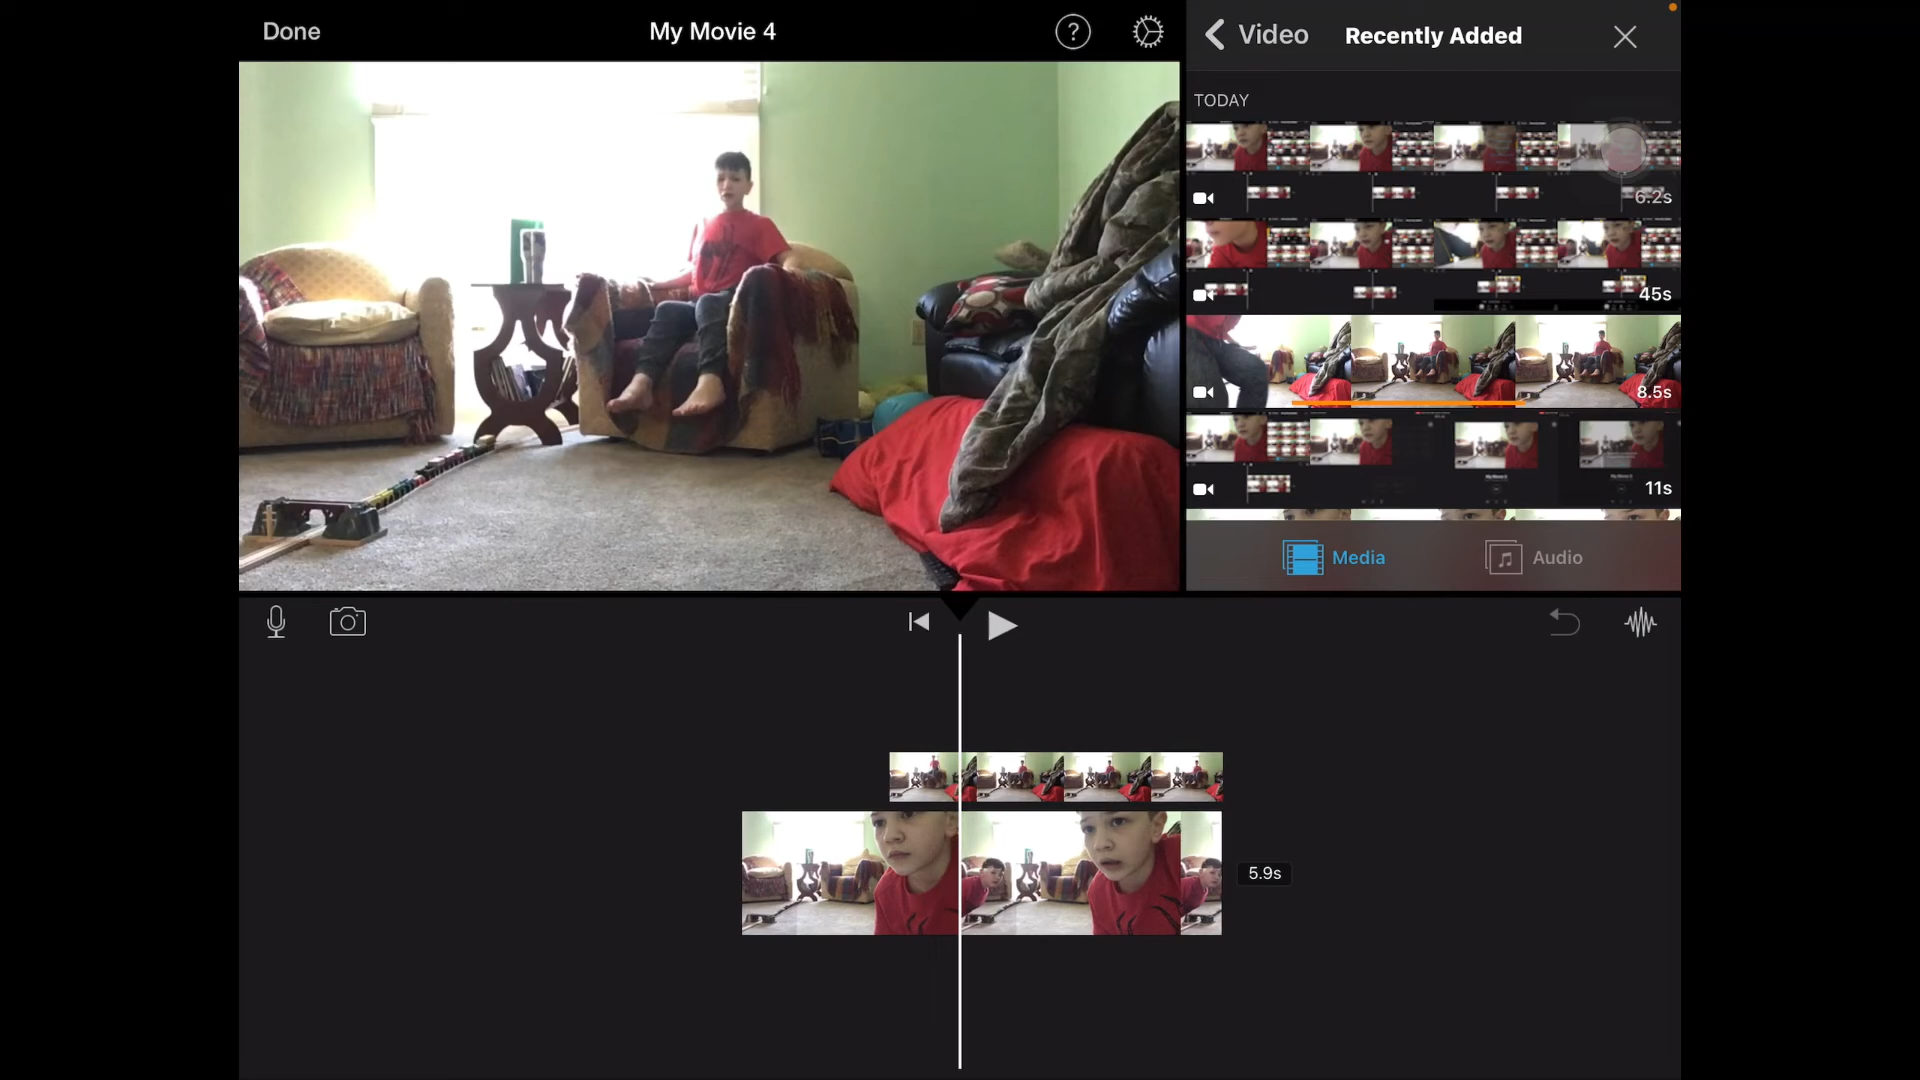 Done
My Movie 4
?
Video
Recently Added
TODAY
6.2s
45s
8.5s
11s
Media
Audio
5.9s